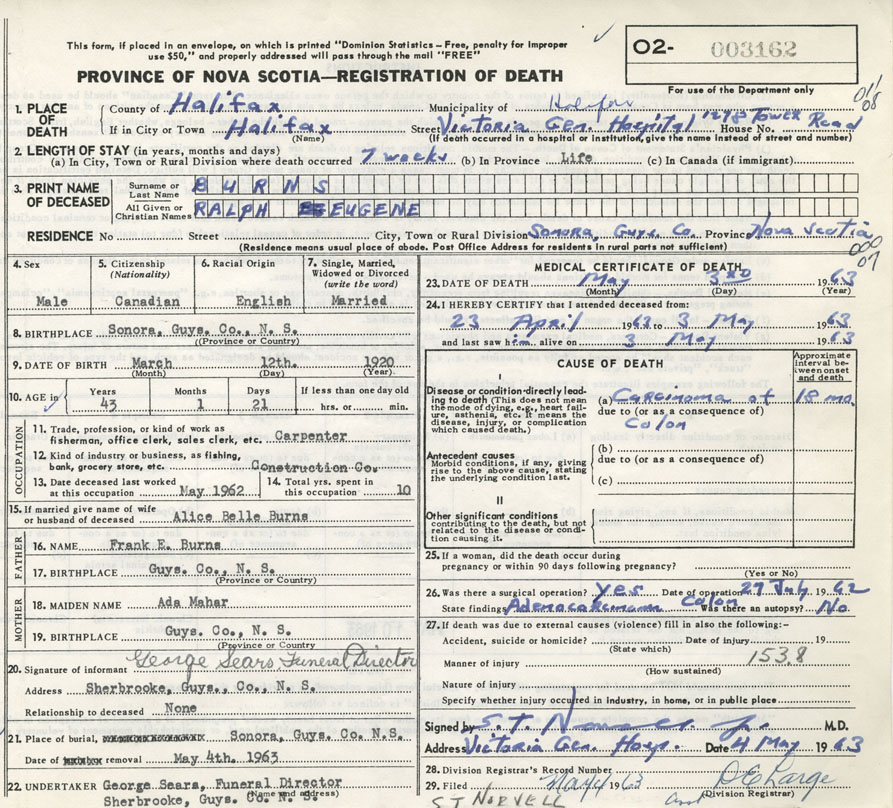 This form, if placed in an envelope, on which is printed "Dominion Statistics - Free, penalty for improper
use $50," and properly addressed will pass through the mail "FREE"
PROVINCE OF NOVA SCOTIA—REGISTRATION OF DEATH
O2- 003162
For use of the Department only
1. PLACE OF DEATH
County of Halifax Municipality of Halifax
If in City or Town Halifax Street Victoria Gen. Hospital 1278 Tower Road House No.
(Name) (If death occurred in a hospital or institution, give the name instead of street and number)
2. LENGTH OF STAY (in years, months and days)
(a) In City, Town or Rural Division where death occurred 7 weeks (b) In Province Life (c) In Canada (if immigrant)
3. PRINT NAME OF DECEASED
Surname or Last Name BURNS
All Given or Christian Names RALPH EUGENE
RESIDENCE No Street City, Town or Rural Division Sonora, Guys. Co. Province Nova Scotia
(Residence means usual place of abode. Post Office Address for residents in rural parts not sufficient)
4. Sex
Male
5. Citizenship (Nationality)
Canadian
6. Racial Origin
English
7. Single, Married, Widowed or Divorced (write the word)
Married
8. BIRTHPLACE Sonora, Guys. Co., N. S.
(Province or Country)
9. DATE OF BIRTH March 12th. 1920
(Month) (Day) (Year)
10. AGE
Years 43
Months 1
Days 21
If less than one day old
hrs. or min.
OCCUPATION
11. Trade, profession, or kind of work as
fisherman, office clerk, sales clerk, etc. Carpenter
12. Kind of industry or business, as fishing,
bank, grocery store, etc. Construction Co.
13. Date deceased last worked
at this occupation May 1962
14. Total yrs. spent in
this occupation 10
15. If married give name of wife
or husband of deceased Alice Belle Burns
FATHER
16. NAME Frank E. Burns
17. BIRTHPLACE Guys. Co., N. S.
(Province or Country)
MOTHER
18. MAIDEN NAME Ada Mahar
19. BIRTHPLACE Guys. Co., N. S.
(Province or Country)
20. Signature of informant George Sears Funeral Director
Address Sherbrooke, Guys., Co., N. S.
Relationship to deceased None
21. Place of burial, Sonora, Guys. Co. N.S.
Date of removal May 4th. 1963
22. UNDERTAKER George Sears, Funeral Director
(Name and address)
Sherbrooke, Guys. Co. N. S.
MEDICAL CERTIFICATE OF DEATH
23. DATE OF DEATH May 3rd 1963
(Month) (Day) (Year)
24. I HEREBY CERTIFY that I attended deceased from:
23 April 1963 to 3 May 1963
and last saw him alive on 3 May 1963
CAUSE OF DEATH
Approximate interval between onset and death
I
Disease or condition directly leading to death (This does not mean the mode of dying, e.g., heart failure, asthenia, etc. It means the disease, injury, or complication which caused death.)
(a) Carcinoma of 18 mo.
due to (or as a consequence of)
Colon
Antecedent causes
Morbid conditions, if any, giving rise to the above cause, stating the underlying condition last.
(b)
due to (or as a consequence of)
(c)
II
Other significant conditions
contributing to the death, but not related to the disease or condition causing it.
25. If a woman, did the death occur during
pregnancy or within 90 days following pregnancy?
(Yes or No)
26. Was there a surgical operation? yes Date of operation 27 July 1962
State findings Adenocarcinoma Colon Was there an autopsy? No
27. If death was due to external causes (violence) fill in also the following:-
Accident, suicide or homicide? Date of injury 19
(State which)
153.8
Manner of injury
(How sustained)
Nature of injury
Specify whether injury occurred in industry, in home, or in public place
Signed by S.T. M.D.
Address Victoria Gen. Hosp. Date 4 May 1963
28. Division Registrar's Record Number
29. Filed May 4 1963
(Division Registrar)
ST NORVELL